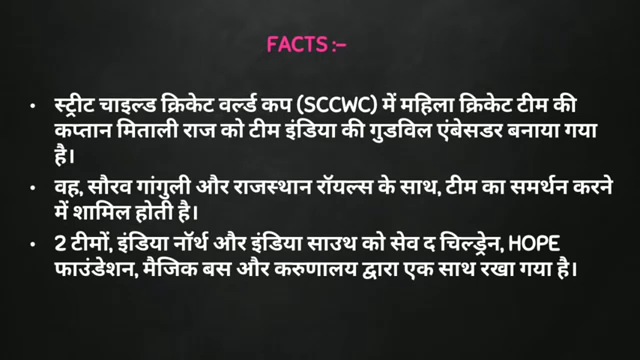 FACTS :–
• स्ट्रीट चाइल्ड क्रिकेट वर्ल्ड कप (SCCWC) में महिला क्रिकेट टीम की
कप्तान मिताली राज को टीम इंडिया की गुडविल एंबेसडर बनाया गया
है।
• वह, सौरव गांगुली और राजस्थान रॉयल्स के साथ, टीम का समर्थन करने
में शामिल होती है।
• 2 टीमों, इंडिया नॉर्थ और इंडिया साउथ को सेव द चिल्ड्रेन, HOPE
फाउंडेशन, मैजिक बस और करुणालय द्वारा एक साथ रखा गया है।